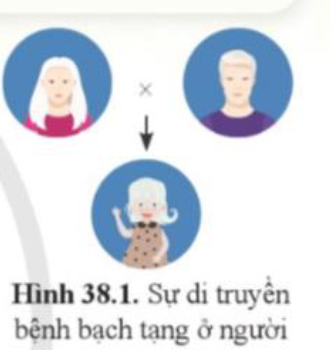 ×
Hình 38.1. Sự di truyền
bệnh bạch tạng ở người